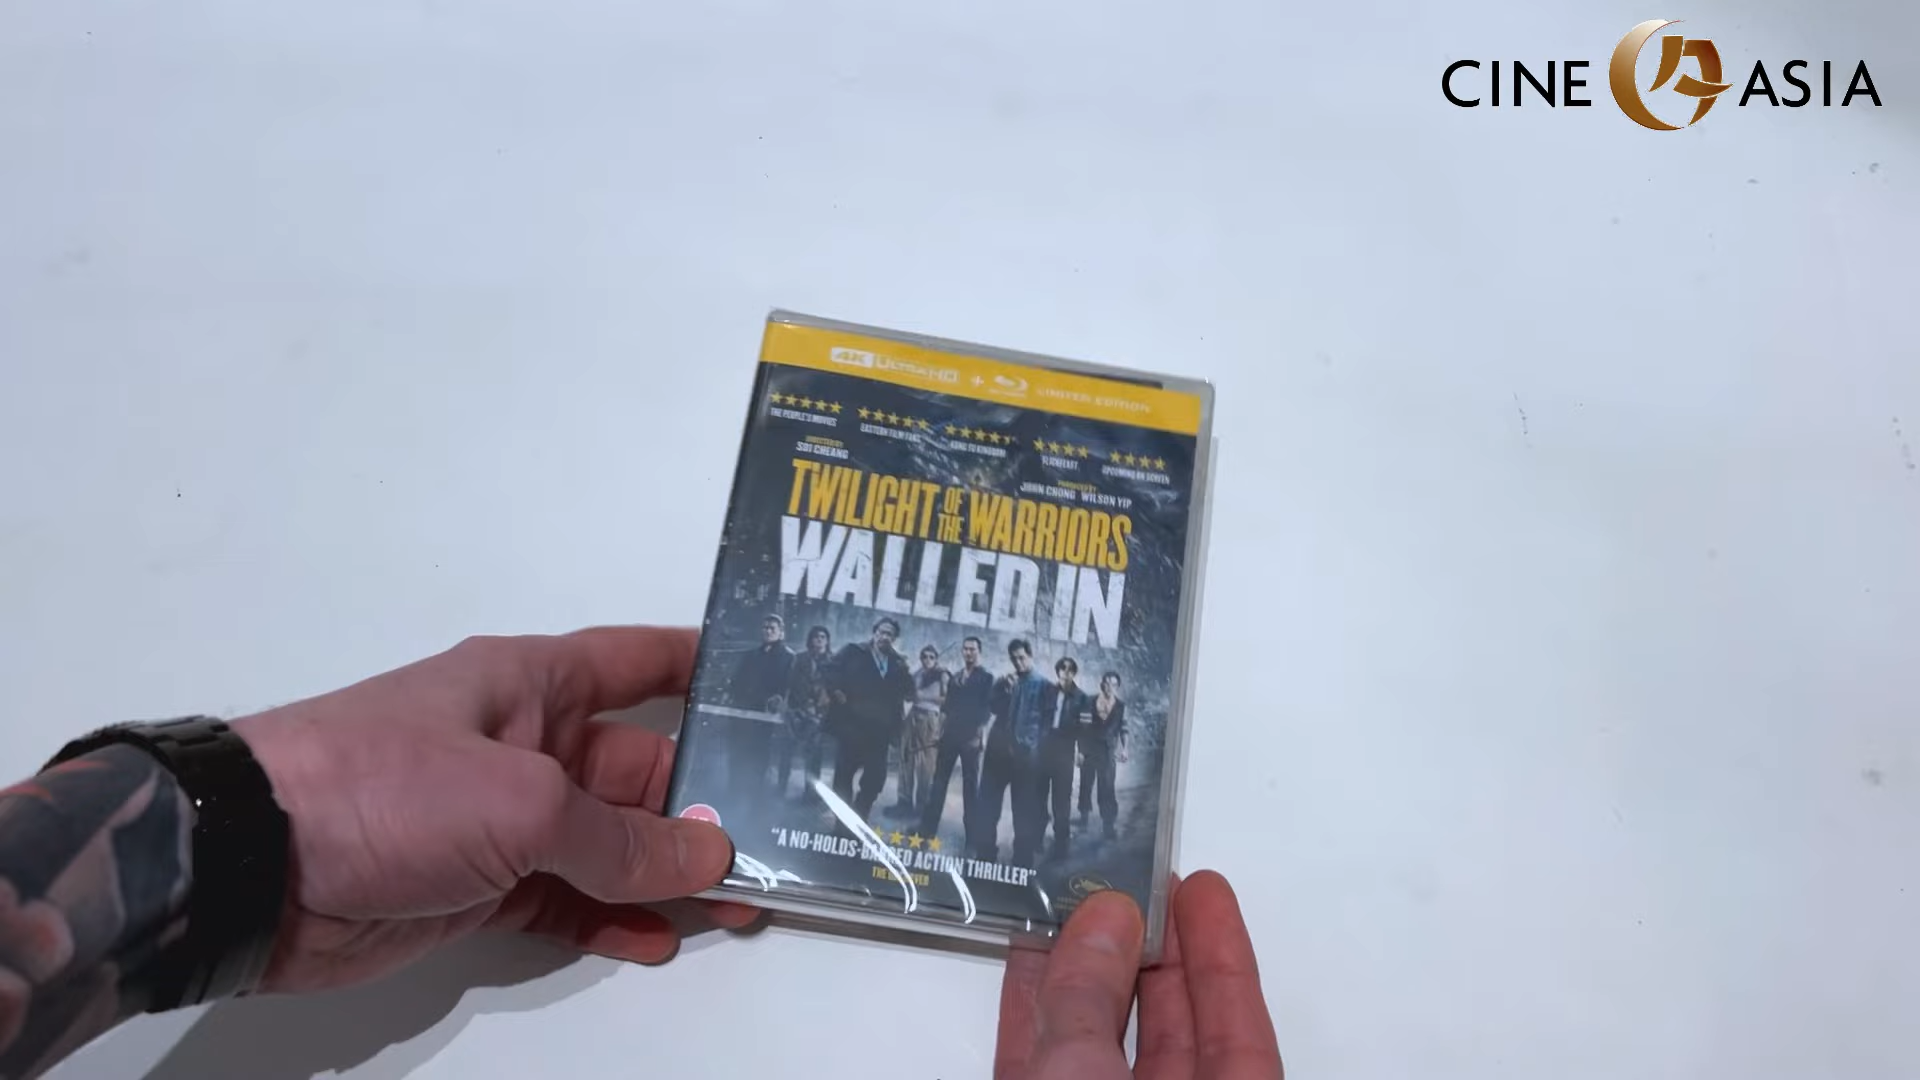 CINE ASIA
4K ULTRA HD + LIMITED EDITION
THE PEOPLE'S MOVIES
EASTERN FILM FANS
KUNG FU KINGDOM
FLICKFEAST
UPCOMING ON SCREEN
DIRECTED BY
SOI CHEANG
PRODUCED BY
JOHN CHONG WILSON YIP
TWILIGHT OF THE WARRIORS
WALLED IN
"A NO-HOLDS-BARRED ACTION THRILLER"